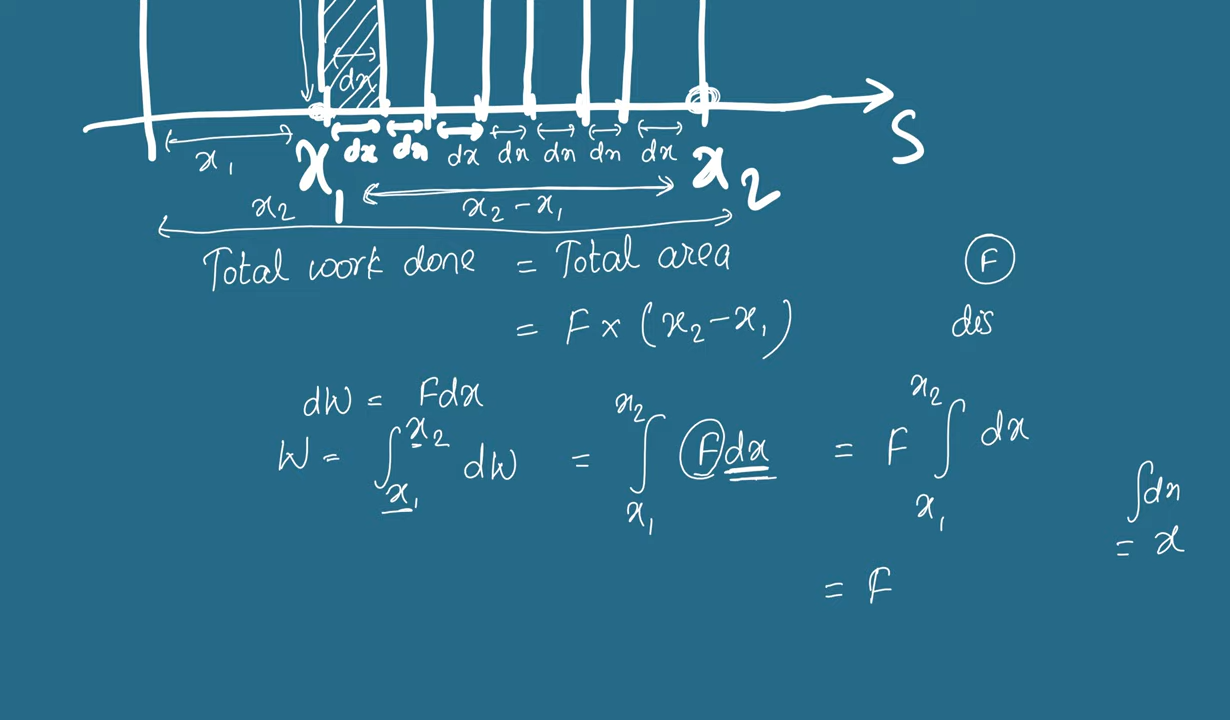 dx
S
x₁ dx dx dx dx dx dx dx
x₁ x₂
x₂ x₂ - x₁
Total work done = Total area
F
= F × (x₂ - x₁)
dis
dW = Fdx
W = ∫_{x₁}^{x₂} dW = ∫_{x₁}^{x₂} F dx = F ∫_{x₁}^{x₂} dx
∫dx
= x
= F